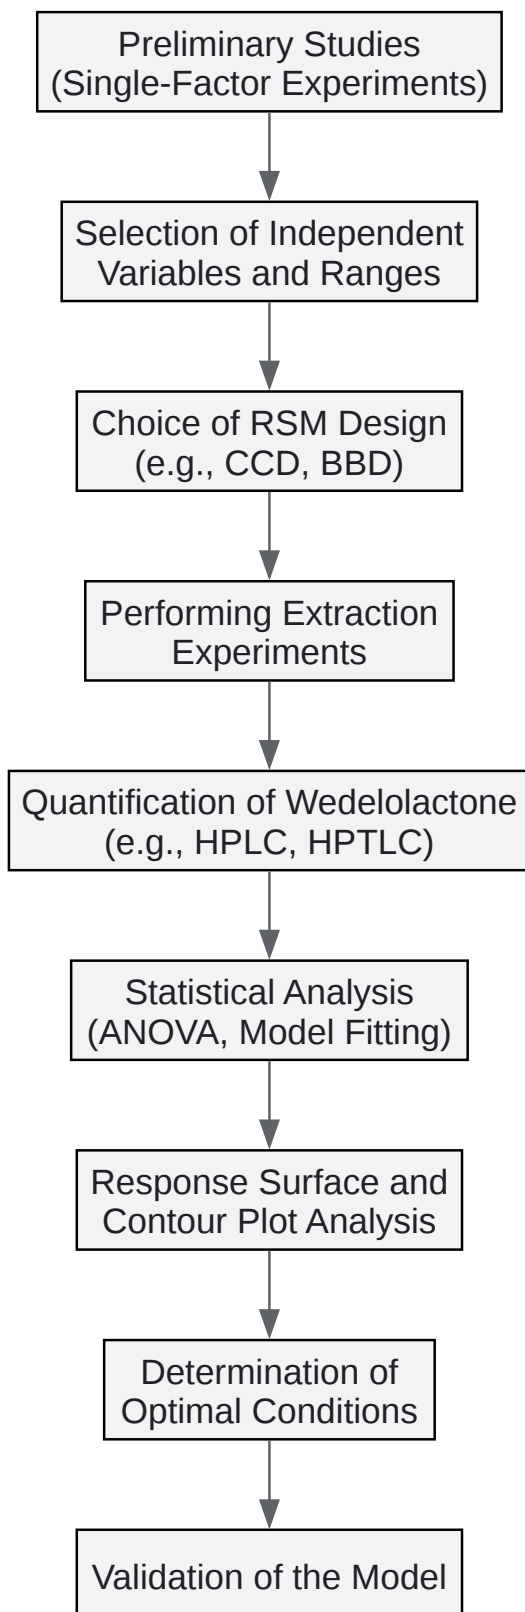 Preliminary Studies
(Single-Factor Experiments)
Selection of Independent
Variables and Ranges
Choice of RSM Design
(e.g., CCD, BBD)
Performing Extraction
Experiments
Quantification of Wedelolactone
(e.g., HPLC, HPTLC)
Statistical Analysis
(ANOVA, Model Fitting)
Response Surface and
Contour Plot Analysis
Determination of
Optimal Conditions
Validation of the Model